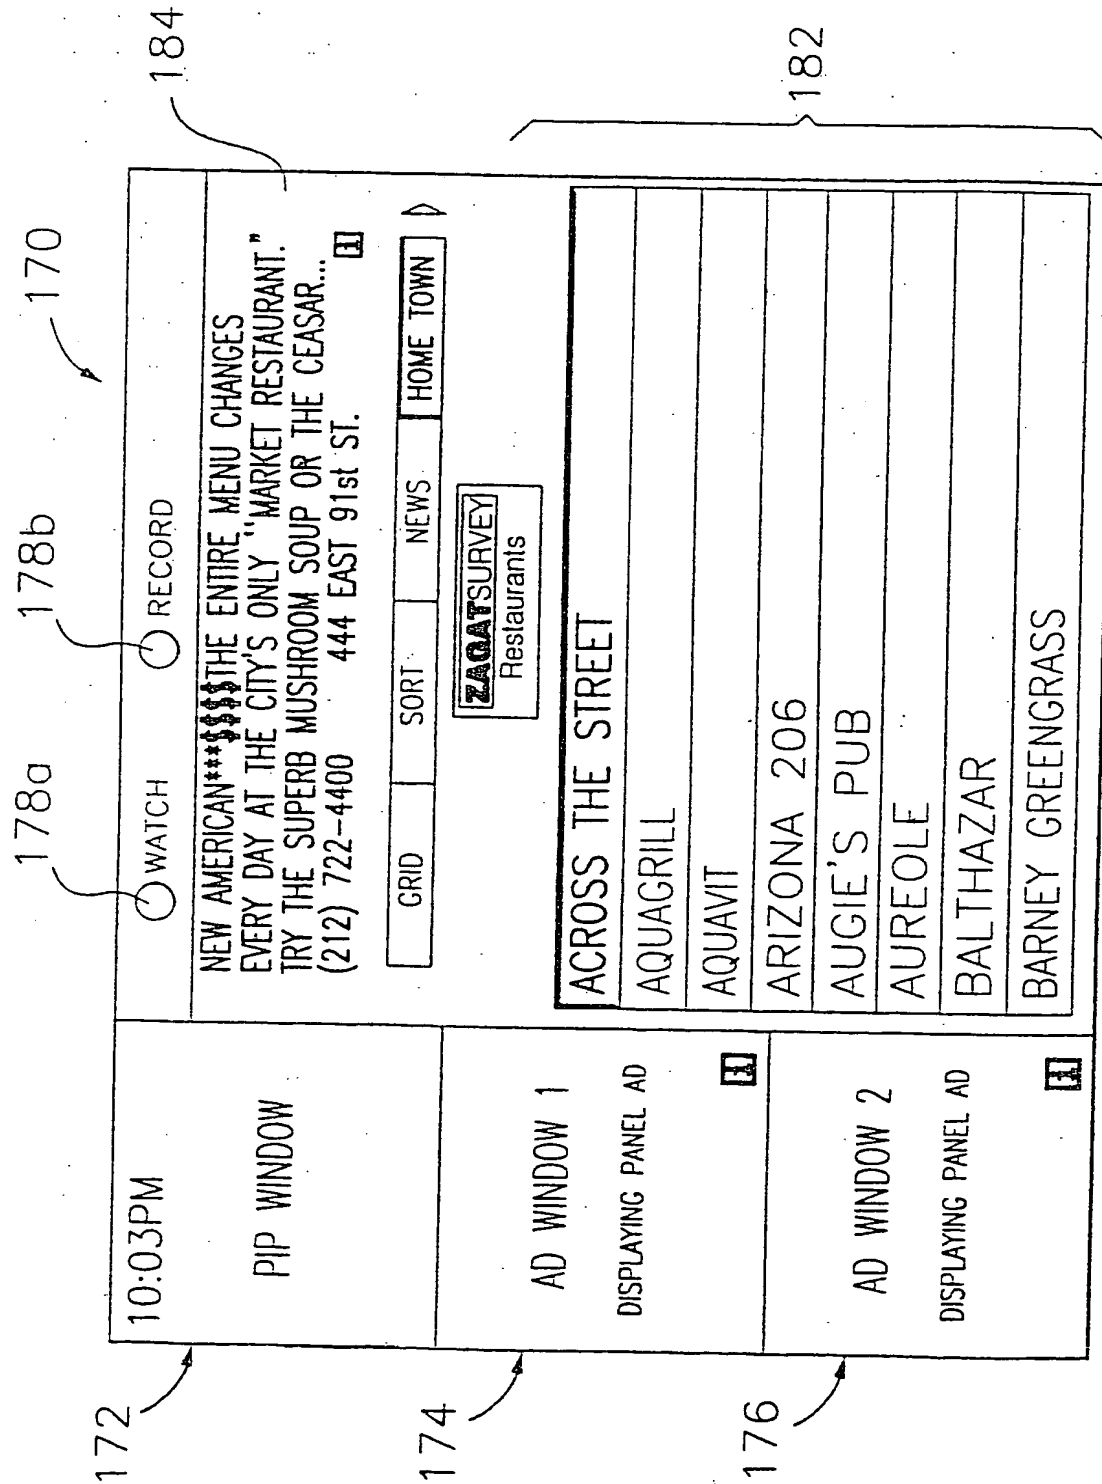 170
178a
178b
WATCH
RECORD
184
10:03PM
172
PIP WINDOW
NEW AMERICAN***$$$$THE ENTIRE MENU CHANGES
EVERY DAY AT THE CITY'S ONLY "MARKET RESTAURANT."
TRY THE SUPERB MUSHROOM SOUP OR THE CEASAR...
(212) 722-4400 444 EAST 91st ST.
i
GRID
SORT
NEWS
HOME TOWN
174
AD WINDOW 1
DISPLAYING PANEL AD
i
ZAGATSURVEY
Restaurants
182
ACROSS THE STREET
AQUAGRILL
AQUAVIT
ARIZONA 206
AUGIE'S PUB
AUREOLE
BALTHAZAR
BARNEY GREENGRASS
176
AD WINDOW 2
DISPLAYING PANEL AD
i